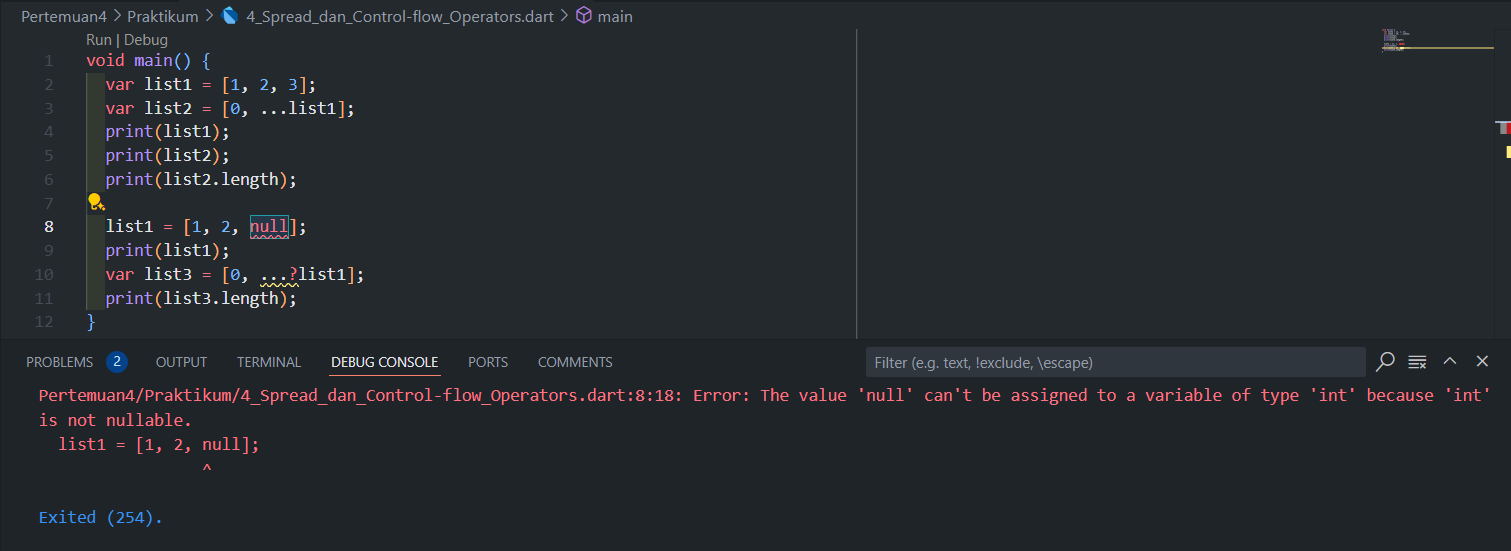 Pertemuan4 > Praktikum > 4_Spread_dan_Control-flow_Operators.dart > main
Run | Debug
1 void main() {
2 var list1 = [1, 2, 3];
3 var list2 = [0, ...list1];
4 print(list1);
5 print(list2);
6 print(list2.length);
7
8 list1 = [1, 2, null];
9 print(list1);
10 var list3 = [0, ...?list1];
11 print(list3.length);
12 }
PROBLEMS 2 OUTPUT TERMINAL DEBUG CONSOLE PORTS COMMENTS Filter (e.g. text, !exclude, \escape)
Pertemuan4/Praktikum/4_Spread_dan_Control-flow_Operators.dart:8:18: Error: The value 'null' can't be assigned to a variable of type 'int' because 'int'
is not nullable.
list1 = [1, 2, null];
^
Exited (254).